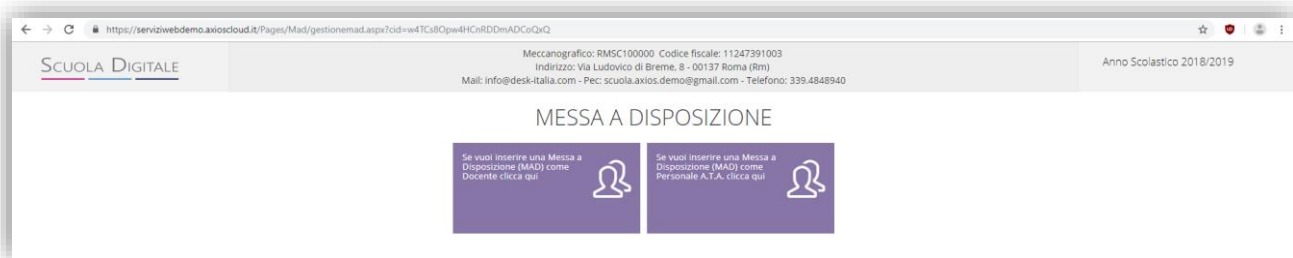 https://serviziwebdemo.axioscloud.it/Pages/Mad/gestionemad.aspx?cid=w4TCs8Opw4HCnRDDmADCoQxQ
SCUOLA DIGITALE
Meccanografico: RMSC100000 Codice fiscale: 11247391003
Indirizzo: Via Ludovico di Breme, 8 - 00137 Roma (Rm)
Mail: info@desk-italia.com - Pec: scuola.axios.demo@gmail.com - Telefono: 339.4848940
Anno Scolastico 2018/2019
MESSA A DISPOSIZIONE
Se vuoi inserire una Messa a
Disposizione (MAD) come
Docente clicca qui
Se vuoi inserire una Messa a
Disposizione (MAD) come
Personale A.T.A. clicca qui